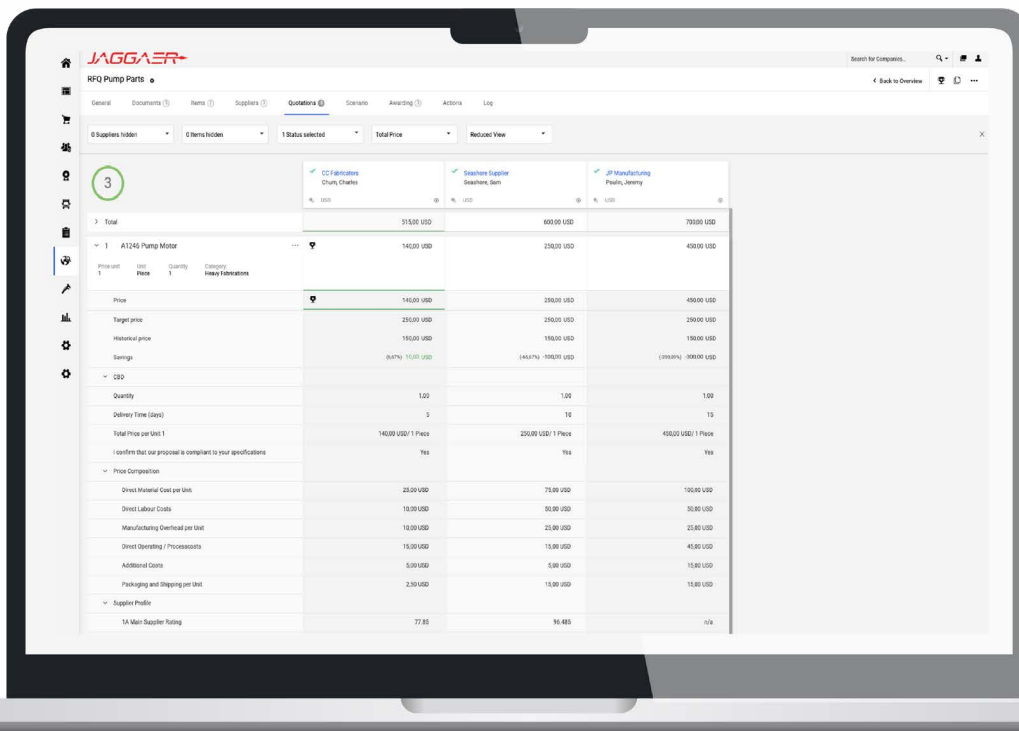 JAGGAER
Search for Companies...
RFQ Pump Parts
Back to Overview
General Documents Items Suppliers Quotations Scenario Awarding Actions Log
0 Suppliers hidden 0 Items hidden 1 Status selected Total Price Reduced View X
3
CC Fabricators Seashore Supplier JP Manufacturing
Chum, Charles Seashore, Sam Poulin, Jeremy
USD USD USD
Total 515,00 USD 600,00 USD 700,00 USD
1 A1246 Pump Motor ... 140,00 USD 250,00 USD 450,00 USD
Price unit Unit Quantity Category
1 Piece 1 Heavy Fabrications
Price 140,00 USD 250,00 USD 450,00 USD
Target price 250,00 USD 250,00 USD 250,00 USD
Historical price 150,00 USD 150,00 USD 150,00 USD
Savings (6,67%) 10,00 USD (-66,67%) -100,00 USD -300,00 USD
CBD
Quantity 1,00 1,00 1,00
Delivery Time (days) 10 15
Total Price per Unit 1 140,00 USD/ 1 Piece 250,00 USD/ 1 Piece 450,00 USD/ 1 Piece
I confirm that our proposal is compliant to your specifications Yes Yes Yes
Price Composition
Direct Material Cost per Unit 25,00 USD 75,00 USD 100,00 USD
Direct Labour Costs 10,00 USD 50,00 USD 50,00 USD
Manufacturing Overhead per Unit 10,00 USD 25,00 USD 25,00 USD
Direct Operating / Processcosts 15,00 USD 15,00 USD 45,00 USD
Additional Costs 5,00 USD 5,00 USD 15,00 USD
Packaging and Shipping per Unit 2,50 USD 15,00 USD 15,00 USD
Supplier Profile
1A Main Supplier Rating 77.85 96.485 n/a